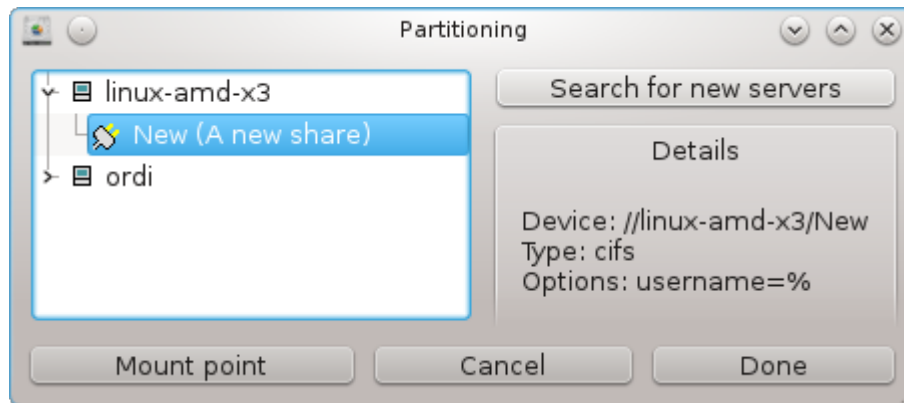 Partitioning
linux-amd-x3
New (A new share)
ordi
Search for new servers
Details
Device: //linux-amd-x3/New
Type: cifs
Options: username=%
Mount point
Cancel
Done